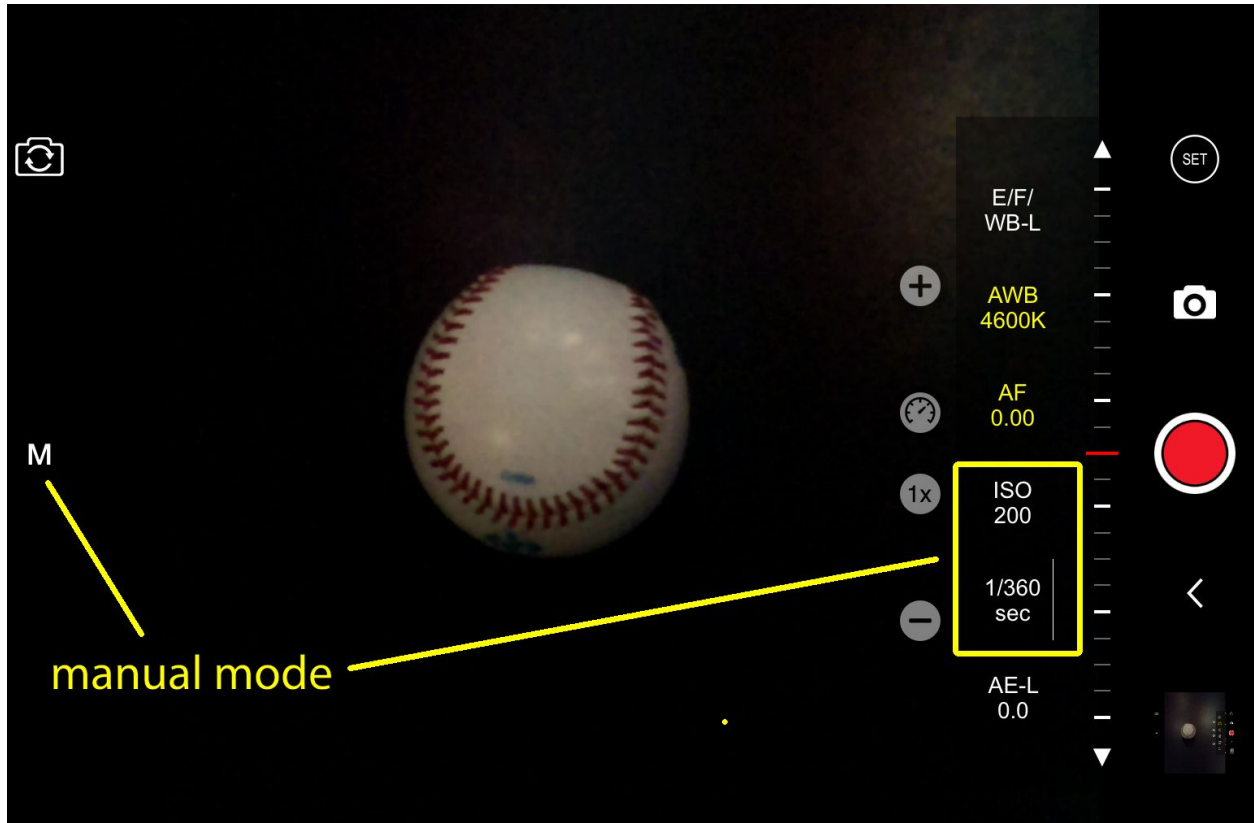 SET
E/F/
WB-L
AWB
4600K
AF
0.00
M
1x
ISO
200
1/360
sec
manual mode
AE-L
0.0